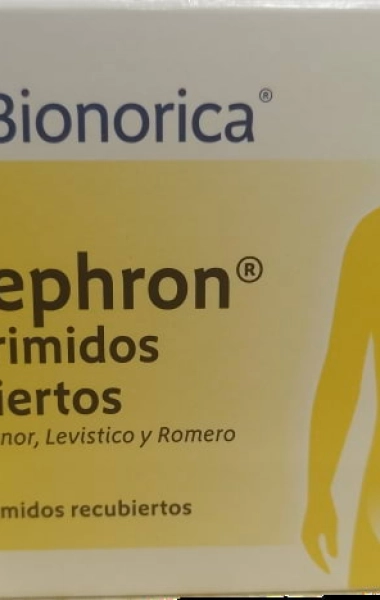 Bionorica®
ephron®
rimidos
iertos
nor, Levistico y Romero
midos recubiertos